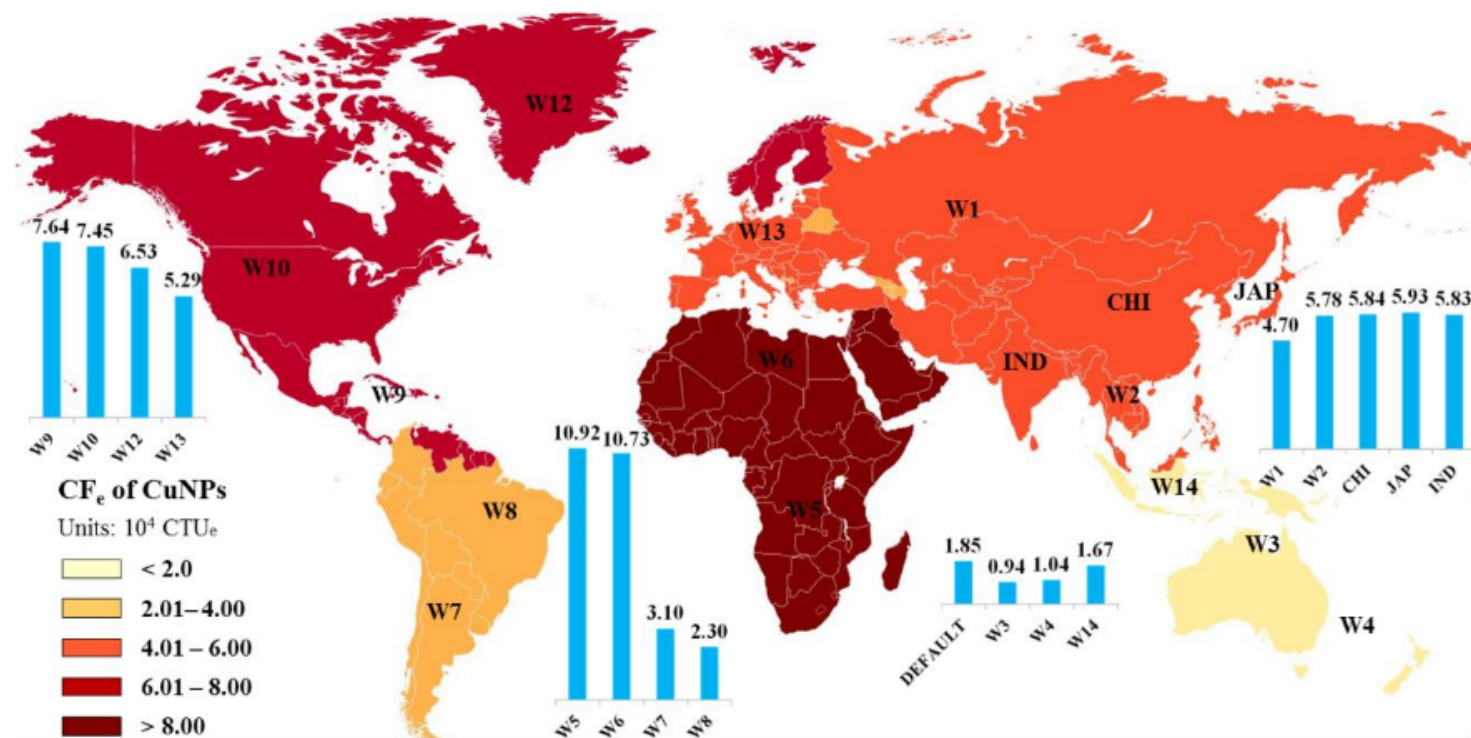 W12
W1
W13
7.64 7.45 6.53 5.29
W10
CHI
JAP
4.70 5.78 5.84 5.93 5.83
W6
IND
W9
W2
W9 W10 W12 W13
10.92 10.73 3.10 2.30
W1 W2 CHI JAP IND
CFe of CuNPs
W14
W8
W5
Units: 10⁴ CTUe
1.85 0.94 1.04 1.67
W3
< 2.0
2.01–4.00
W7
W4
4.01 – 6.00
DEFAULT W3 W4 W14
6.01 – 8.00
> 8.00
W5 W6 W7 W8